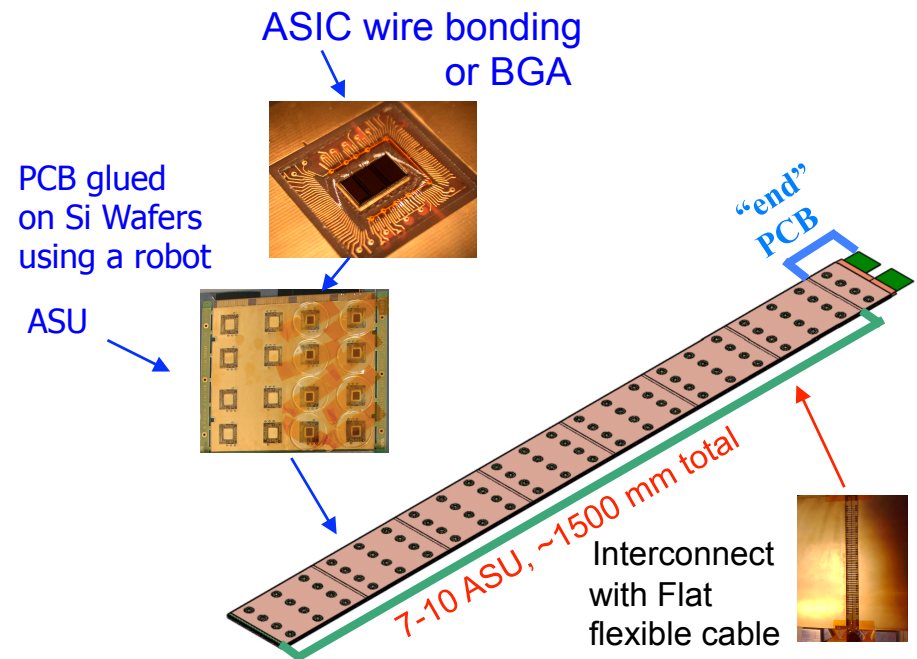 ASIC wire bonding
or BGA
PCB glued
on Si Wafers
using a robot
ASU
“end”
PCB
7-10 ASU, ~1500 mm total
Interconnect
with Flat
flexible cable